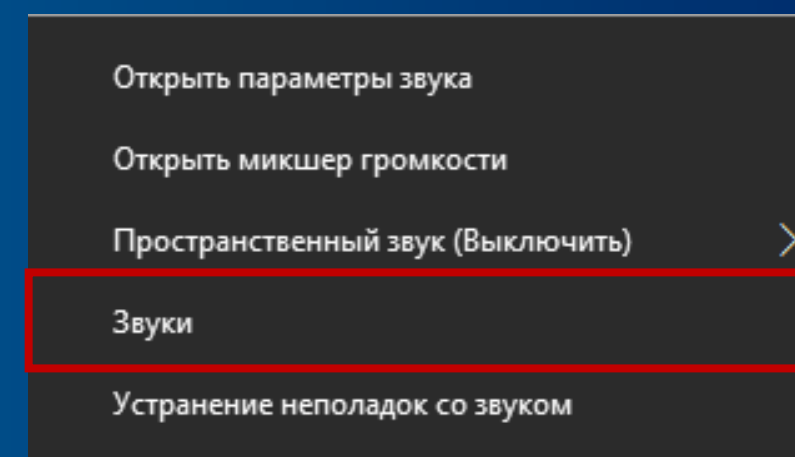 Открыть параметры звука
Открыть микшер громкости
Пространственный звук (Выключить)
Звуки
Устранение неполадок со звуком